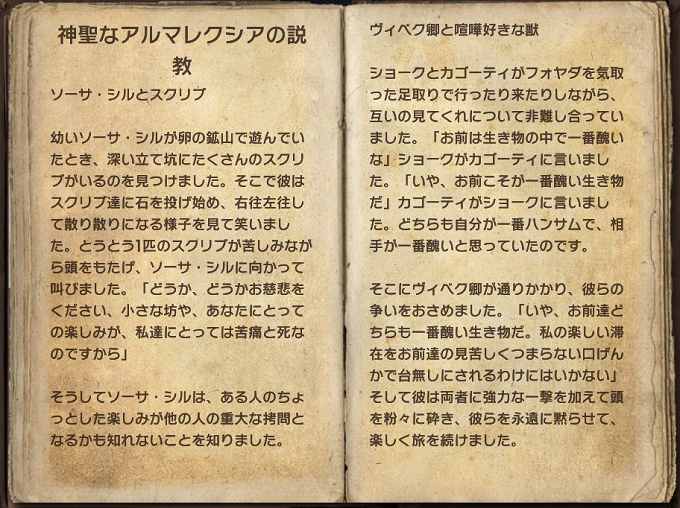 神聖なアルマレクシアの説
教
ソーサ・シルとスクリブ
幼いソーサ・シルが卵の鉱山で遊んでい
たとき、深い立て坑にたくさんのスクリ
ブがいるのを見つけました。そこで彼は
スクリブ達に石を投げ始め、右往左往し
て散り散りになる様子を見て笑いまし
た。とうとう1匹のスクリブが苦しみなが
ら頭をもたげ、ソーサ・シルに向かって
叫びました。「どうか、どうかお慈悲を
ください、小さな坊や、あなたにとって
の楽しみが、私達にとっては苦痛と死な
のですから」
そうしてソーサ・シルは、ある人のちょ
っとした楽しみが他の人の重大な拷問と
なるかも知れないことを知りました。
ヴィベク卿と喧嘩好きな獣
ショークとカゴーティがフォヤダを気取
った足取りで行ったり来たりしながら、
互いの見てくれについて非難し合ってい
ました。「お前は生き物の中で一番醜い
な」ショークがカゴーティに言いまし
た。「いや、お前こそが一番醜い生き物
だ」カゴーティがショークに言いまし
た。どちらも自分が一番ハンサムで、相
手が一番醜いと思っていたのです。
そこにヴィベク卿が通りかかり、彼らの
争いをおさめました。「いや、お前達ど
ちらも一番醜い生き物だ。私の楽しい滞
在をお前達の見苦しくつまらない口げん
かで台無しにされるわけにはいかない」
そして彼は両者に強力な一撃を加えて頭
を粉々に砕き、彼らを永遠に黙らせて、
楽しく旅を続けました。